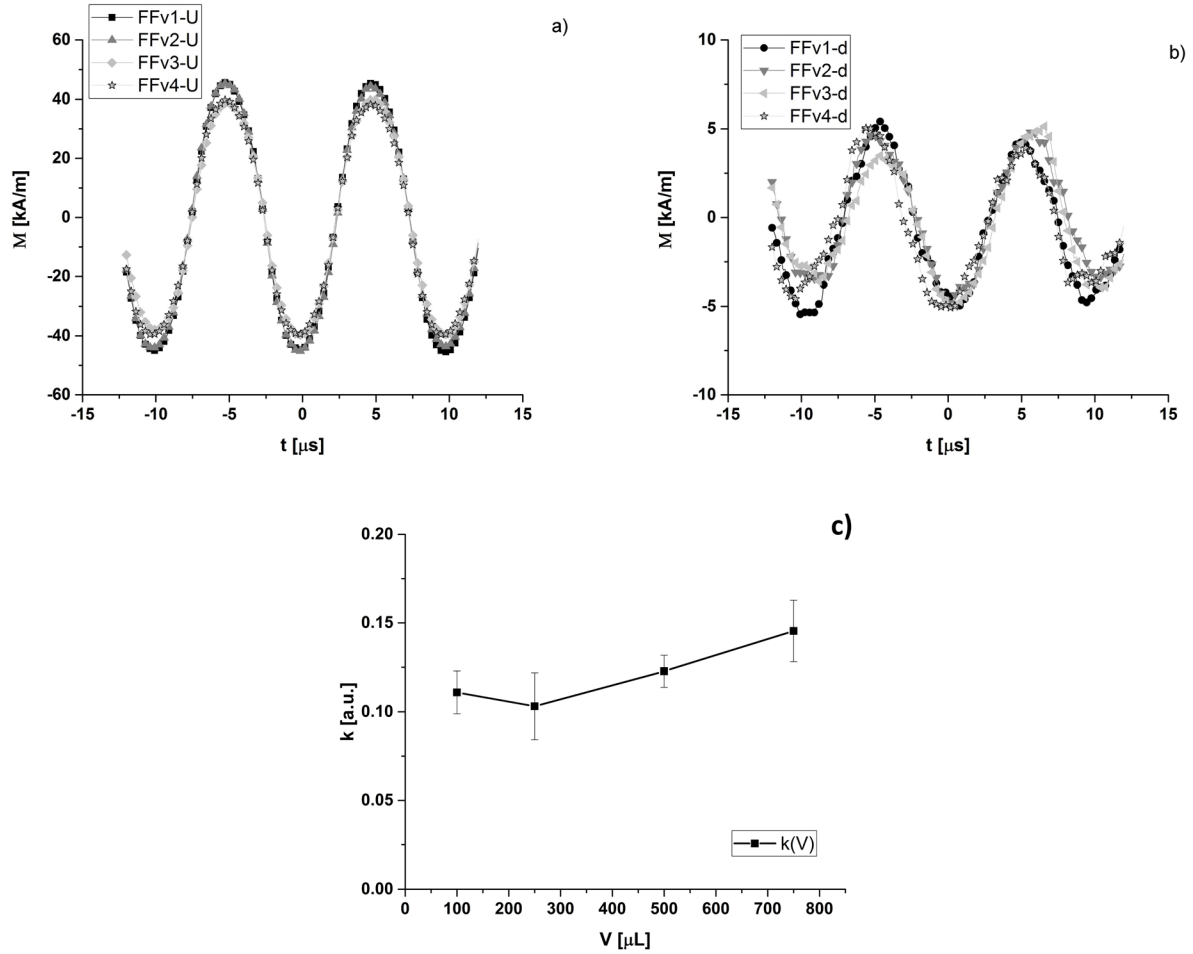 FFv1-U
FFv2-U
FFv3-U
FFv4-U
a)
60
40
20
0
-20
-40
-60
M [kA/m]
-15 -10 -5 0 5 10 15
t [μs]
FFv1-d
FFv2-d
FFv3-d
FFv4-d
b)
10
5
0
-5
-10
M [kA/m]
-15 -10 -5 0 5 10 15
t [μs]
c)
0.20
0.15
0.10
0.05
0.00
k [a.u.]
k(V)
0 100 200 300 400 500 600 700 800
V [μL]